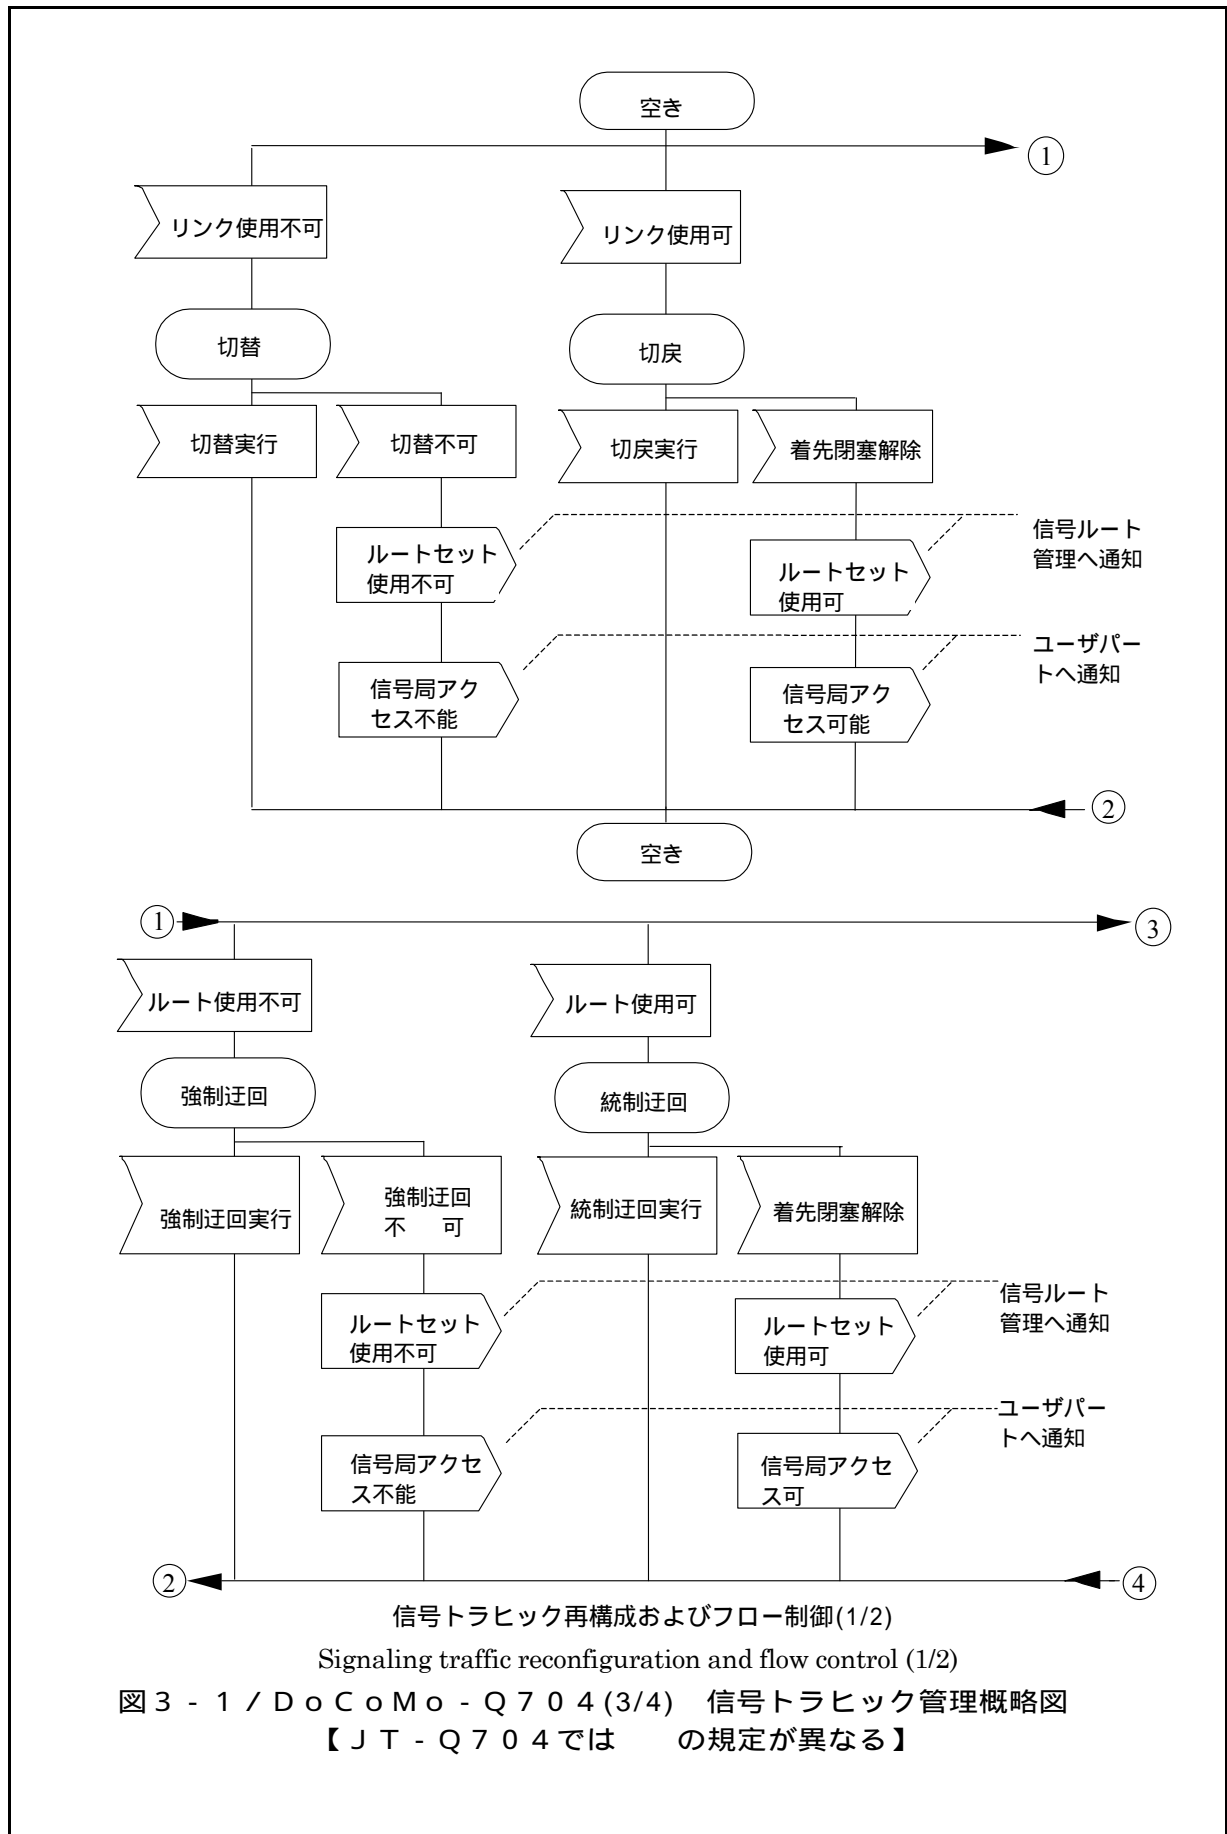 空き
①
リンク使用不可
リンク使用可
切替
切戻
切替実行
切替不可
切戻実行
着先閉塞解除
ルートセット
使用不可
ルートセット
使用可
信号ルート
管理へ通知
信号局アク
セス不能
信号局アク
セス可能
ユーザパー
トへ通知
②
空き
①
③
ルート使用不可
ルート使用可
強制迂回
統制迂回
強制迂回実行
強制迂回
不　可
統制迂回実行
着先閉塞解除
ルートセット
使用不可
ルートセット
使用可
信号ルート
管理へ通知
信号局アクセ
ス不能
信号局アクセ
ス可
ユーザパー
トへ通知
②
④
信号トラヒック再構成およびフロー制御(1/2)
Signaling traffic reconfiguration and flow control (1/2)
図３-１/ＤｏＣｏＭｏ-Ｑ７０４(3/4)　信号トラヒック管理概略図
【ＪＴ-Ｑ７０４では　　の規定が異なる】